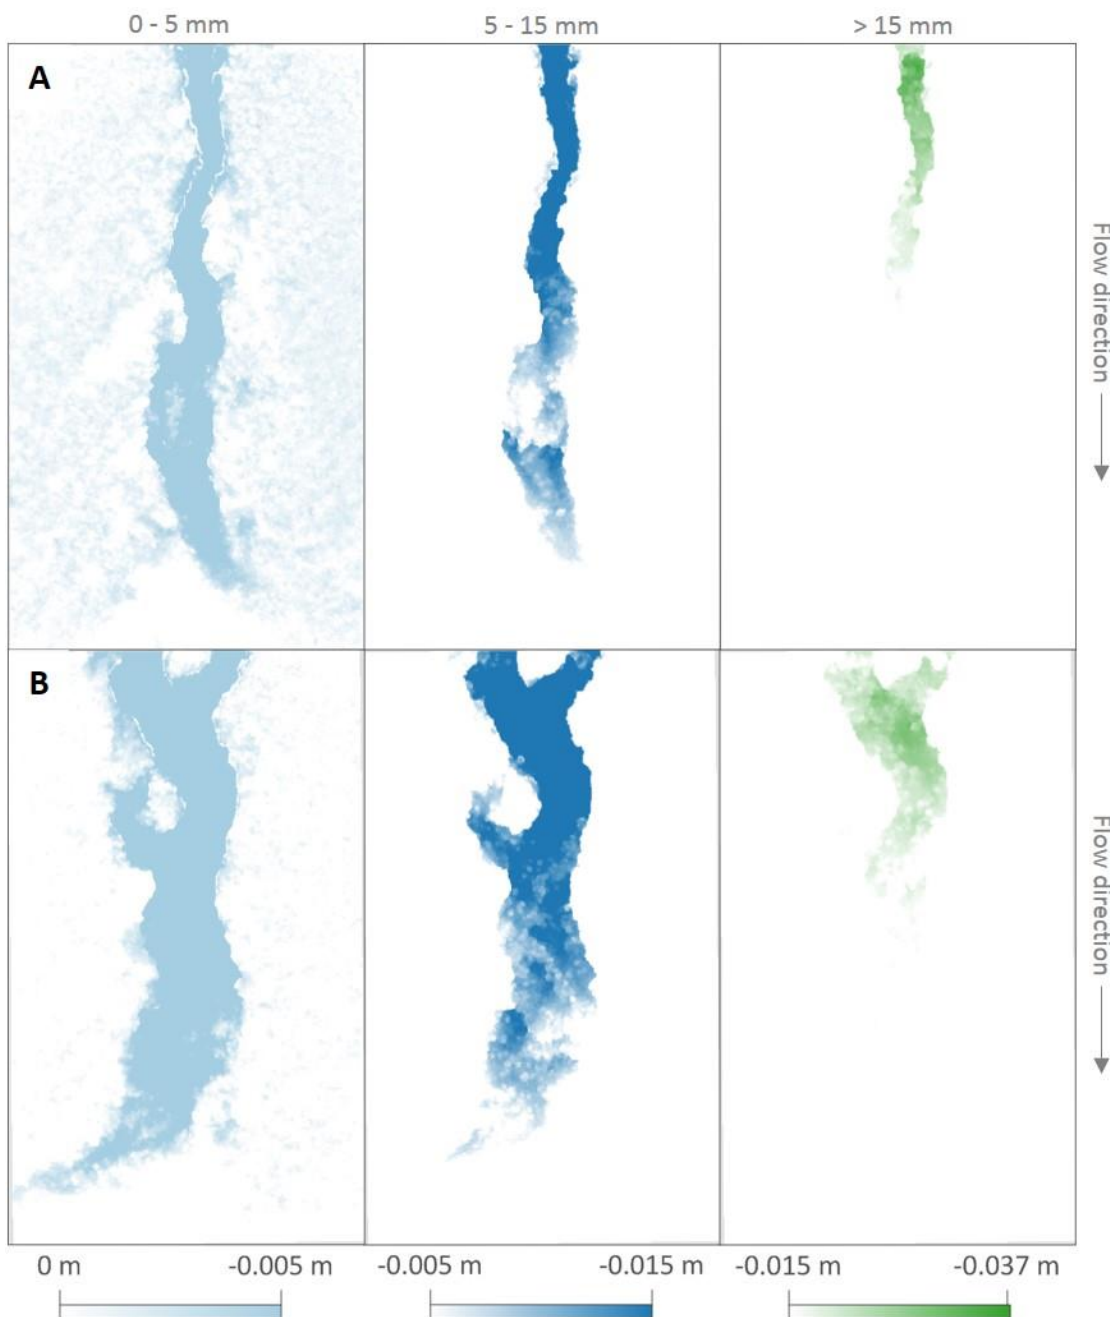 0 - 5 mm
5 - 15 mm
> 15 mm
A
Flow direction
B
Flow direction
0 m
-0.005 m
-0.005 m
-0.015 m
-0.015 m
-0.037 m